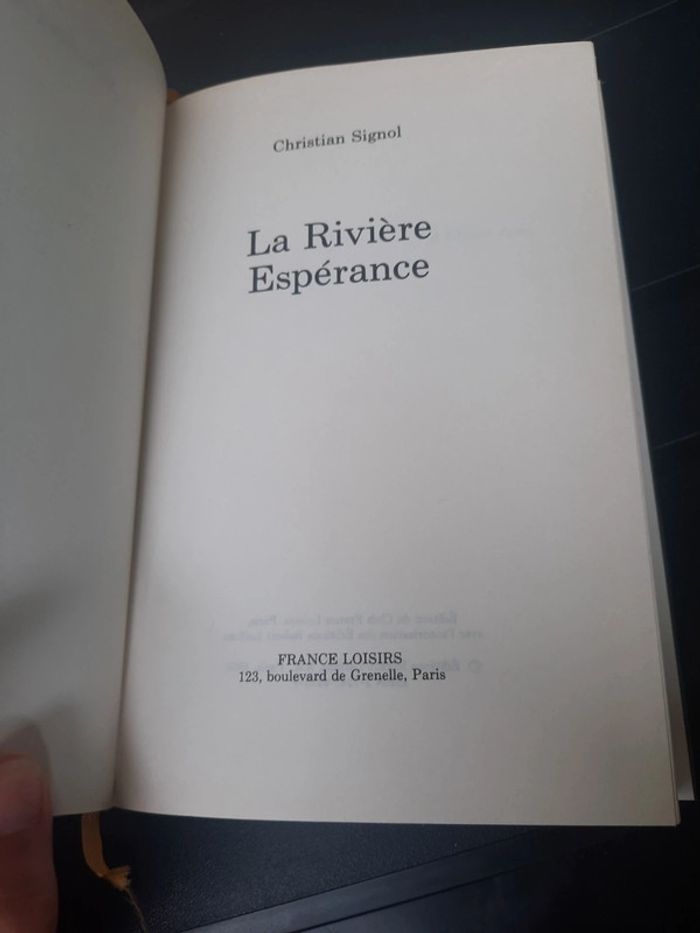 Christian Signol
La Rivière
Espérance
FRANCE LOISIRS
123, boulevard de Grenelle, Paris